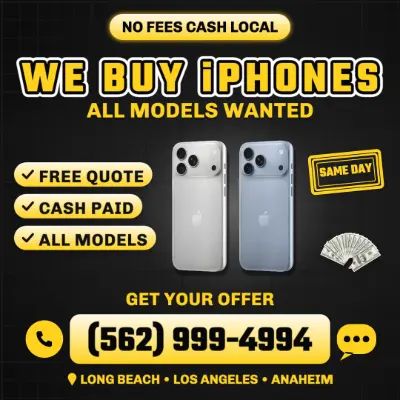 NO FEES CASH LOCAL
WE BUY iPHONES
ALL MODELS WANTED
FREE QUOTE
CASH PAID
ALL MODELS
SAME DAY
GET YOUR OFFER
(562) 999-4994
LONG BEACH • LOS ANGELES • ANAHEIM